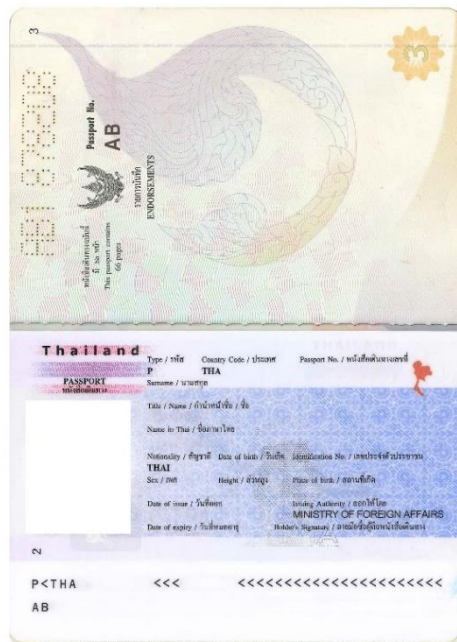 3
3
Passport No.
AB
รายการบันทึก
ENDORSEMENTS
หนังสือเดินทางฉบับนี้
มี 66 หน้า
This passport contains
66 pages
Thailand
PASSPORT
หนังสือเดินทาง
Type / รหัส Country Code / ประเทศ Passport No. / หนังสือเดินทางเลขที่
P THA
Surname / นามสกุล
Title / Name / คำนำหน้าชื่อ / ชื่อ
Name in Thai / ชื่อภาษาไทย
Nationality / สัญชาติ Date of birth / วันเกิด Identification No. / เลขประจำตัวประชาชน
THAI
Sex / เพศ Height / ส่วนสูง Place of birth / สถานที่เกิด
Date of issue / วันที่ออก Issuing Authority / ออกให้โดย
MINISTRY OF FOREIGN AFFAIRS
Date of expiry / วันที่หมดอายุ Holder's Signature / ลายมือชื่อผู้ถือหนังสือเดินทาง
2
P<THA <<< <<<<<<<<<<<<<<<<<<<<<<<
AB